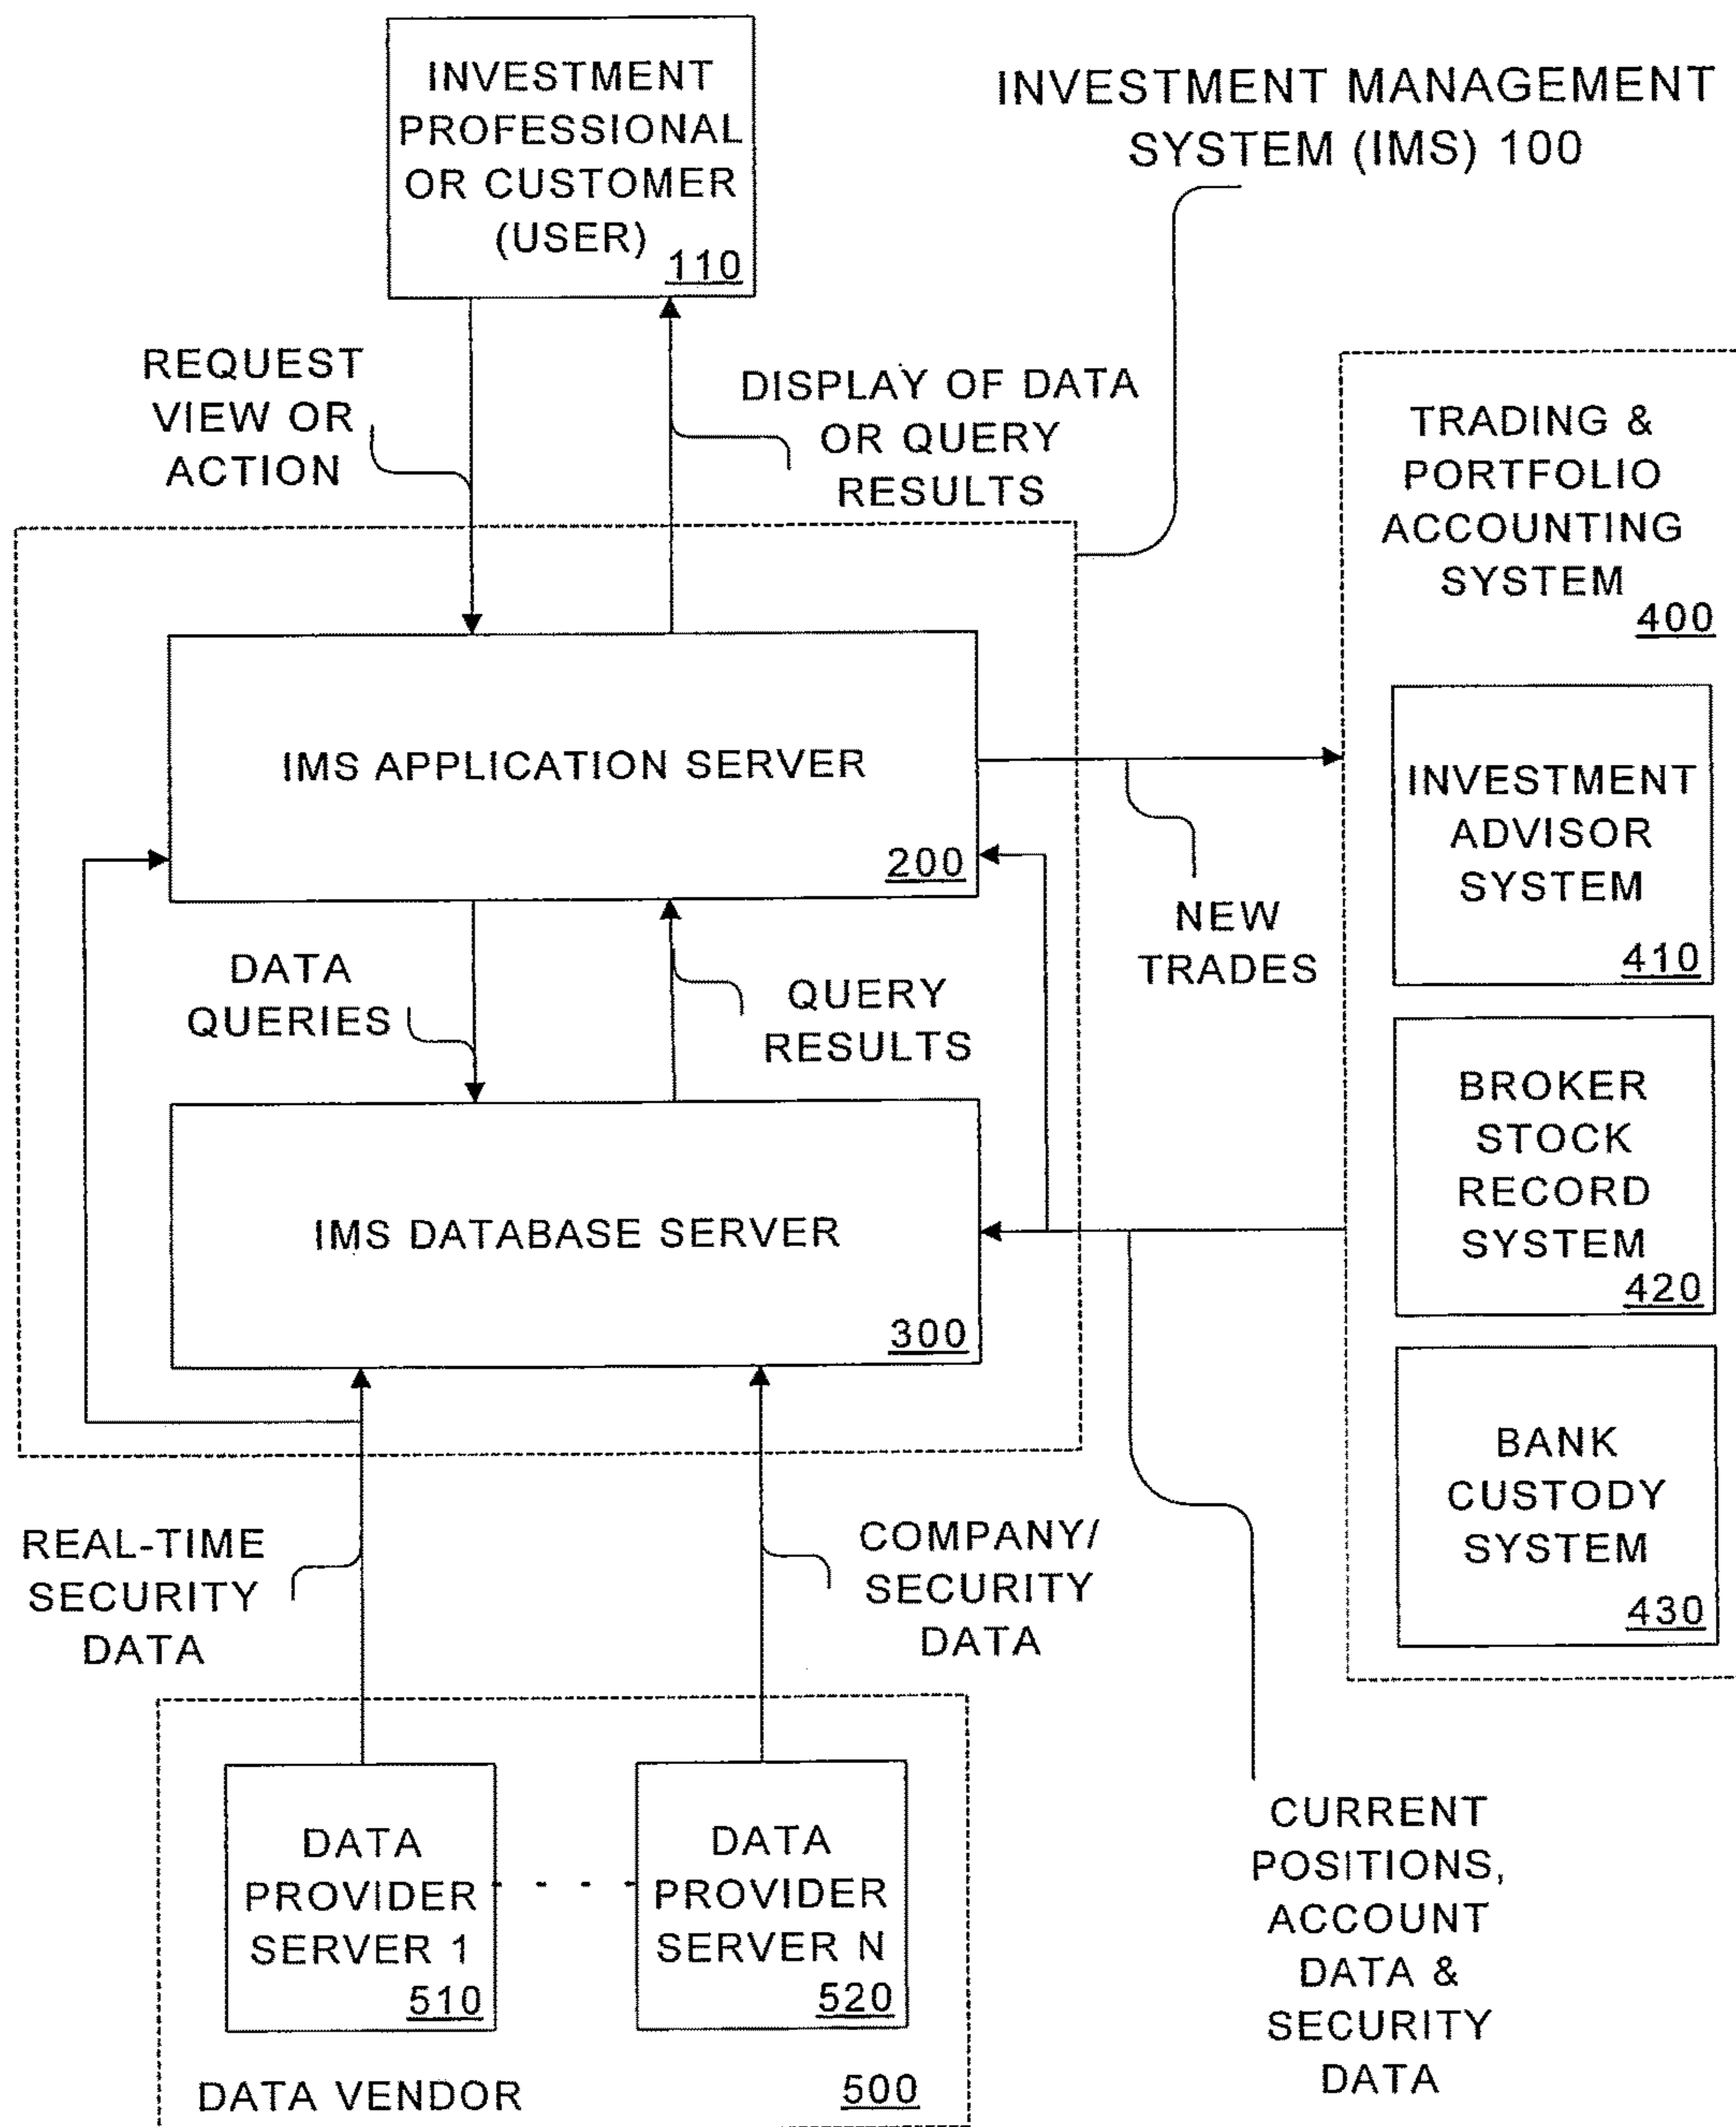 INVESTMENT
PROFESSIONAL
OR CUSTOMER
(USER)
110
INVESTMENT MANAGEMENT
SYSTEM (IMS) 100
REQUEST
VIEW OR
ACTION
DISPLAY OF DATA
OR QUERY
RESULTS
TRADING &
PORTFOLIO
ACCOUNTING
SYSTEM
400
IMS APPLICATION SERVER
200
INVESTMENT
ADVISOR
SYSTEM
410
NEW
TRADES
DATA
QUERIES
QUERY
RESULTS
BROKER
STOCK
RECORD
SYSTEM
420
IMS DATABASE SERVER
300
BANK
CUSTODY
SYSTEM
430
REAL-TIME
SECURITY
DATA
COMPANY/
SECURITY
DATA
DATA
PROVIDER
SERVER 1
510
DATA
PROVIDER
SERVER N
520
DATA VENDOR
500
CURRENT
POSITIONS,
ACCOUNT
DATA &
SECURITY
DATA